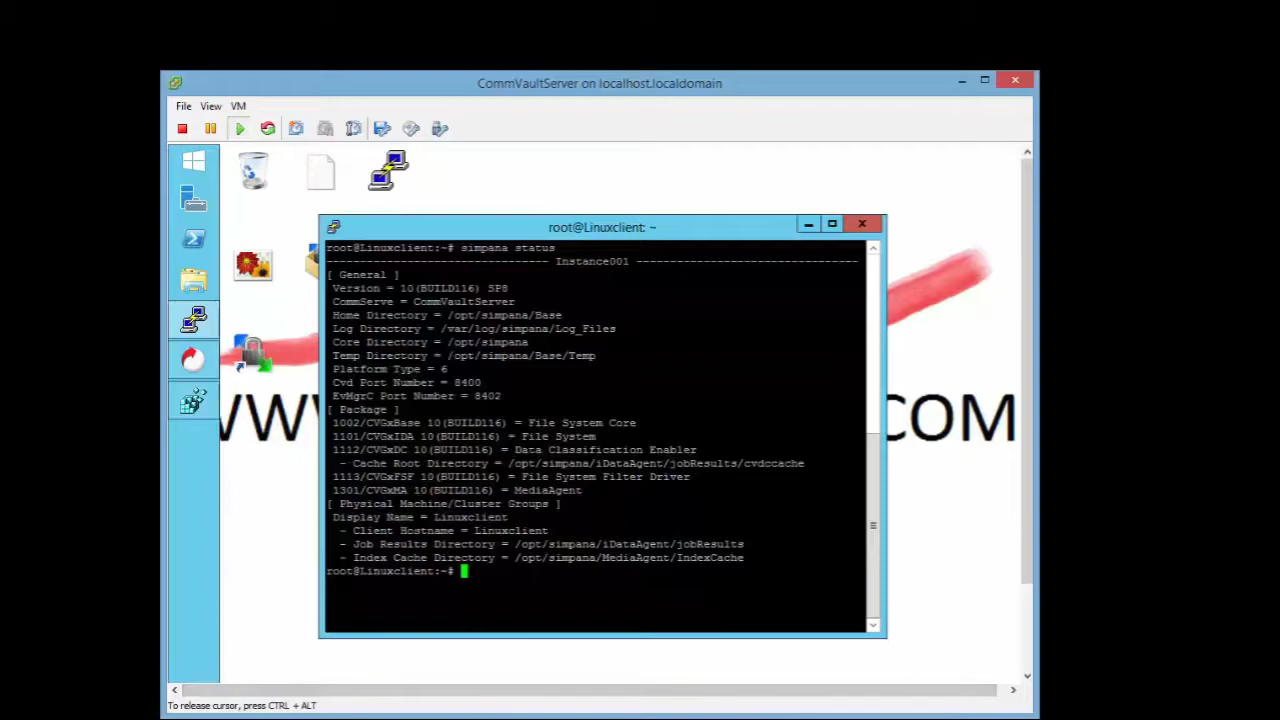 CommVaultServer on localhost.localdomain
File View VM
root@Linuxclient: ~
root@Linuxclient:~# simpana status
--------------------------------- Instance001 ---------------------------------
[ General ]
Version = 10(BUILD116) SP8
CommServe = CommVaultServer
Home Directory = /opt/simpana/Base
Log Directory = /var/log/simpana/Log_Files
Core Directory = /opt/simpana
Temp Directory = /opt/simpana/Base/Temp
Platform Type = 6
Cvd Port Number = 8400
EvMgrC Port Number = 8402
[ Package ]
1002/CVGxBase 10(BUILD116) = File System Core
1101/CVGxIDA 10(BUILD116) = File System
1112/CVGxDC 10(BUILD116) = Data Classification Enabler
- Cache Root Directory = /opt/simpana/iDataAgent/jobResults/cvdccache
1113/CVGxFSF 10(BUILD116) = File System Filter Driver
1301/CVGxMA 10(BUILD116) = MediaAgent
[ Physical Machine/Cluster Groups ]
Display Name = Linuxclient
- Client Hostname = Linuxclient
- Job Results Directory = /opt/simpana/iDataAgent/jobResults
- Index Cache Directory = /opt/simpana/MediaAgent/IndexCache
root@Linuxclient:~#
COM
To release cursor, press CTRL + ALT